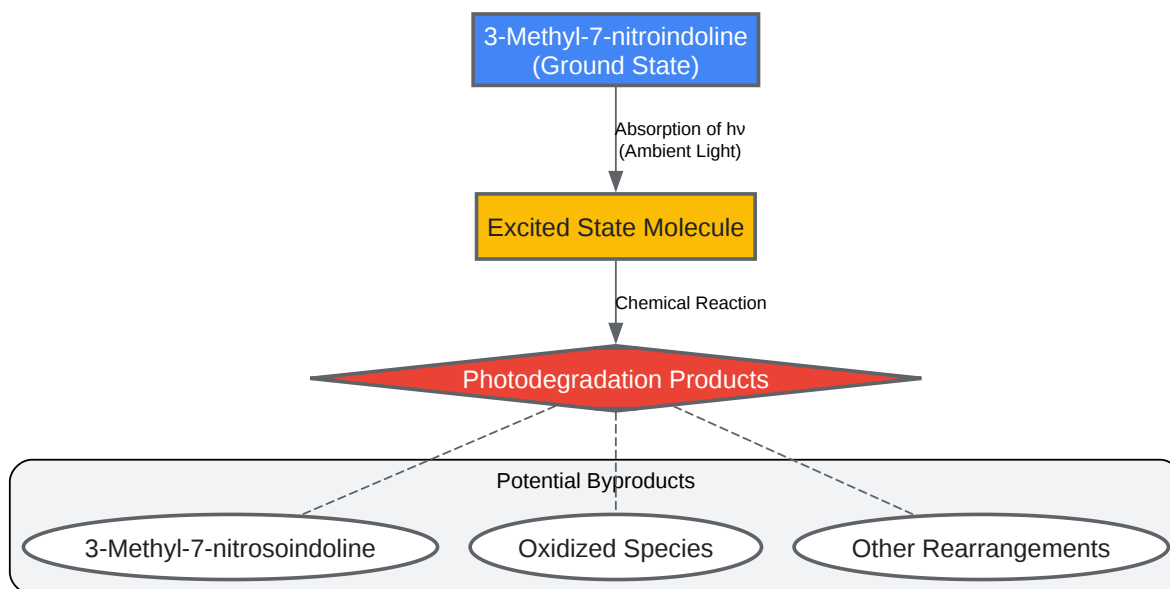 3-Methyl-7-nitroindoline
(Ground State)
Absorption of hν
(Ambient Light)
Excited State Molecule
Chemical Reaction
Photodegradation Products
Potential Byproducts
3-Methyl-7-nitrosoindoline
Oxidized Species
Other Rearrangements